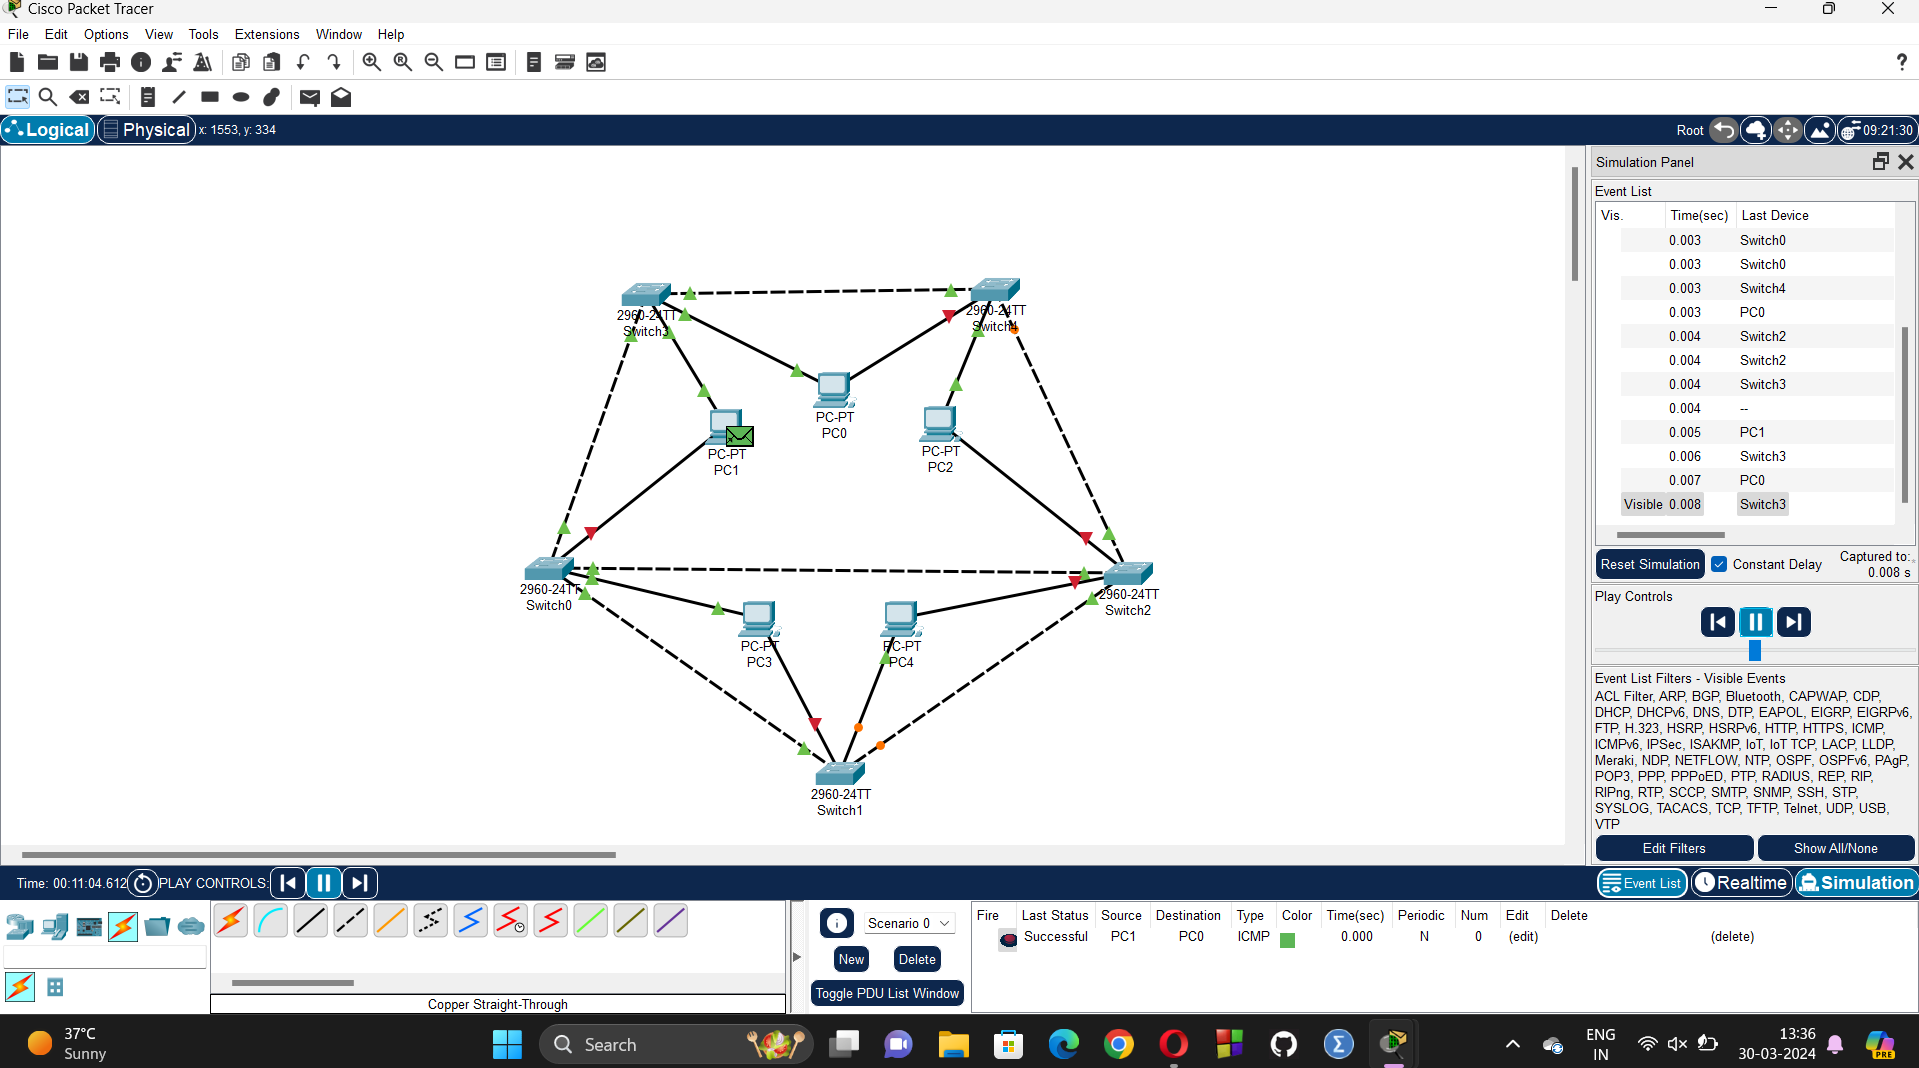 Cisco Packet Tracer
File Edit Options View Tools Extensions Window Help
?
Logical Physical x: 1553, y: 334 Root 09:21:30
Simulation Panel
Event List
Vis. Time(sec) Last Device
0.003 Switch0
0.003 Switch0
0.003 Switch4
0.003 PC0
0.004 Switch2
0.004 Switch2
0.004 Switch3
0.004 --
0.005 PC1
0.006 Switch3
0.007 PC0
Visible 0.008 Switch3
Reset Simulation Constant Delay Captured to:
0.008 s
Play Controls
Event List Filters - Visible Events
ACL Filter, ARP, BGP, Bluetooth, CAPWAP, CDP,
DHCP, DHCPv6, DNS, DTP, EAPOL, EIGRP, EIGRPv6,
FTP, H.323, HSRP, HSRPv6, HTTP, HTTPS, ICMP,
ICMPv6, IPSec, ISAKMP, IoT, IoT TCP, LACP, LLDP,
Meraki, NDP, NETFLOW, NTP, OSPF, OSPFv6, PAgP,
POP3, PPP, PPPoED, PTP, RADIUS, REP, RIP,
RIPng, RTP, SCCP, SMTP, SNMP, SSH, STP,
SYSLOG, TACACS, TCP, TFTP, Telnet, UDP, USB,
VTP
Edit Filters Show All/None
2960-24TT
Switch3
2960-24TT
Switch4
PC-PT
PC0
PC-PT
PC1
PC-PT
PC2
2960-24TT
Switch0
2960-24TT
Switch2
PC-PT
PC3
PC-PT
PC4
2960-24TT
Switch1
Time: 00:11:04.612 PLAY CONTROLS: Event List Realtime Simulation
Scenario 0
New Delete
Toggle PDU List Window
Fire Last Status Source Destination Type Color Time(sec) Periodic Num Edit Delete
Successful PC1 PC0 ICMP 0.000 N 0 (edit) (delete)
Copper Straight-Through
37°C
Sunny
Search
ENG
IN
13:36
30-03-2024
PRE